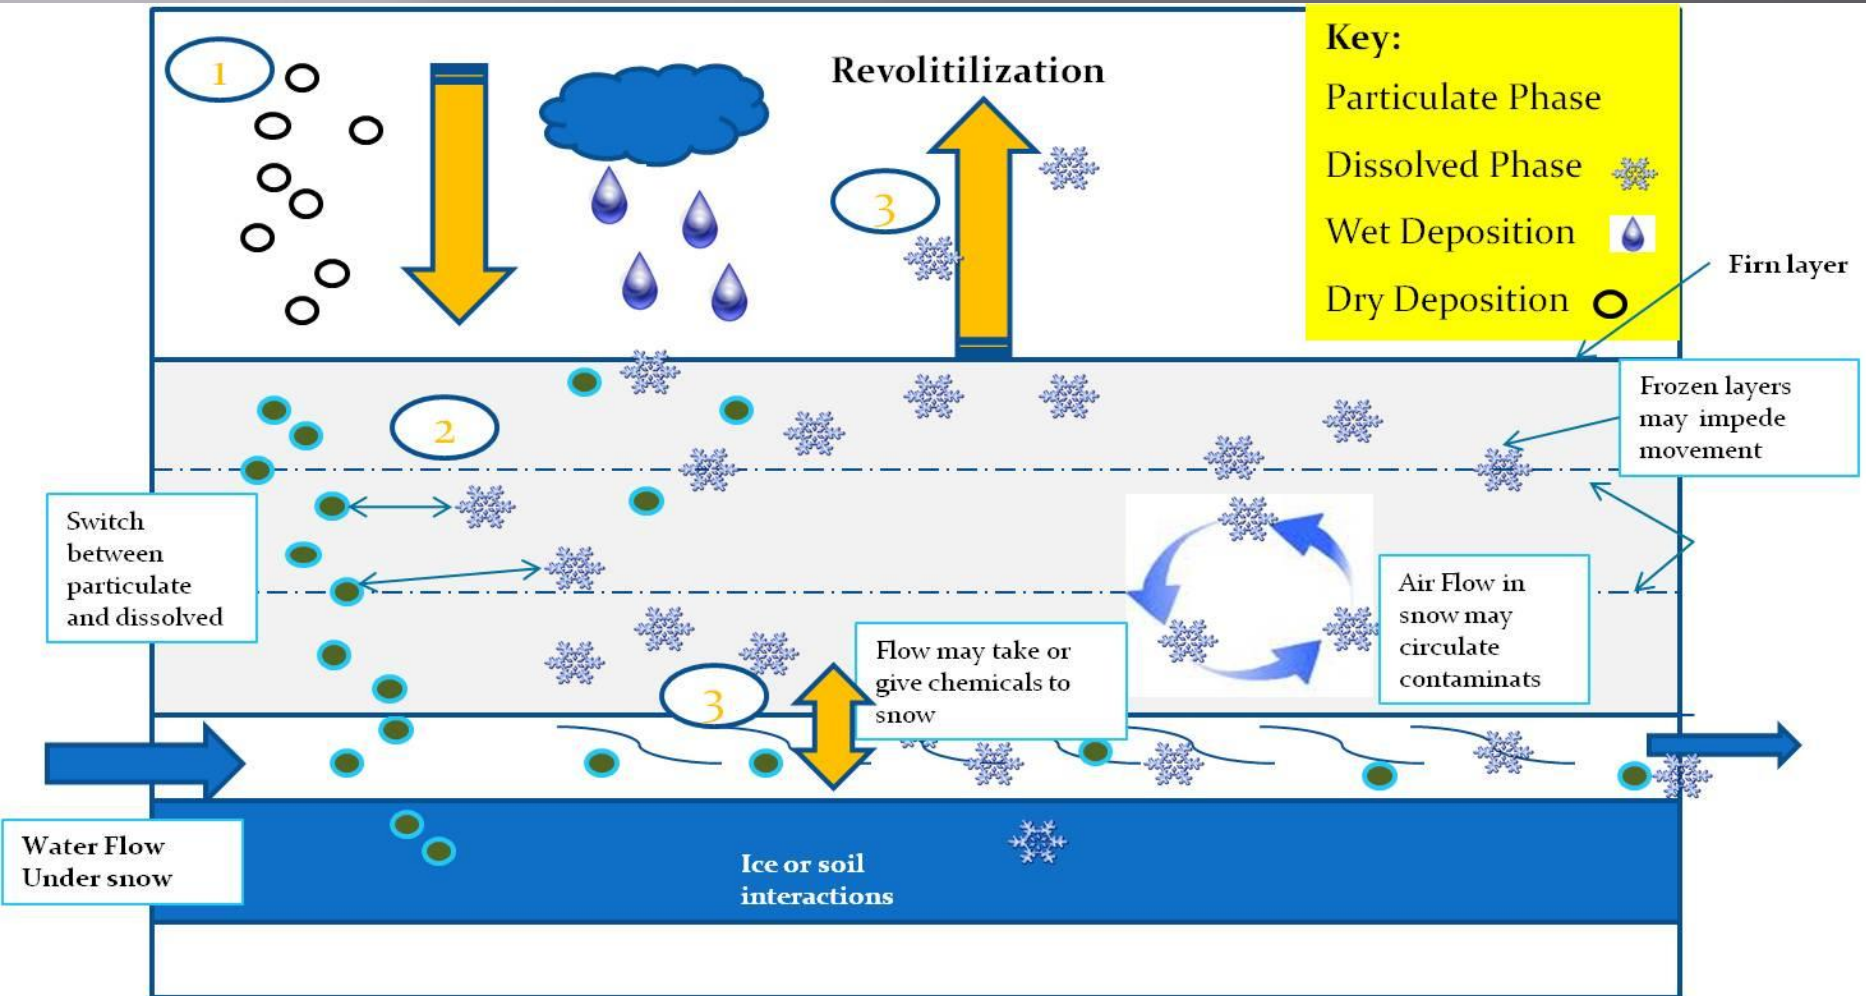 1
Revolitilization
3
Key:
Particulate Phase
Dissolved Phase
Wet Deposition
Dry Deposition
Firn layer
Frozen layers
may impede
movement
2
Switch
between
particulate
and dissolved
Air Flow in
snow may
circulate
contaminats
Flow may take or
give chemicals to
snow
3
Water Flow
Under snow
Ice or soil
interactions